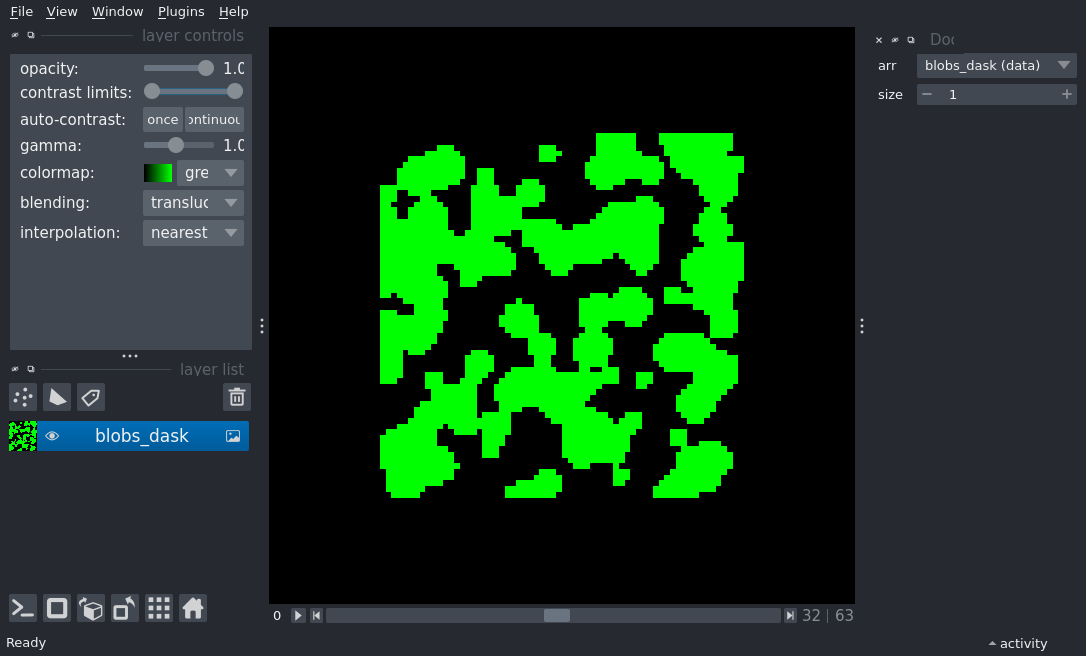 File View Window Plugins Help
layer controls
opacity: 1.0
contrast limits:
auto-contrast: once ontinuou
gamma: 1.0
colormap: gre
blending: transluc
interpolation: nearest
layer list
blobs_dask
0 32 | 63
Ready
Doc
arr blobs_dask (data)
size 1
activity